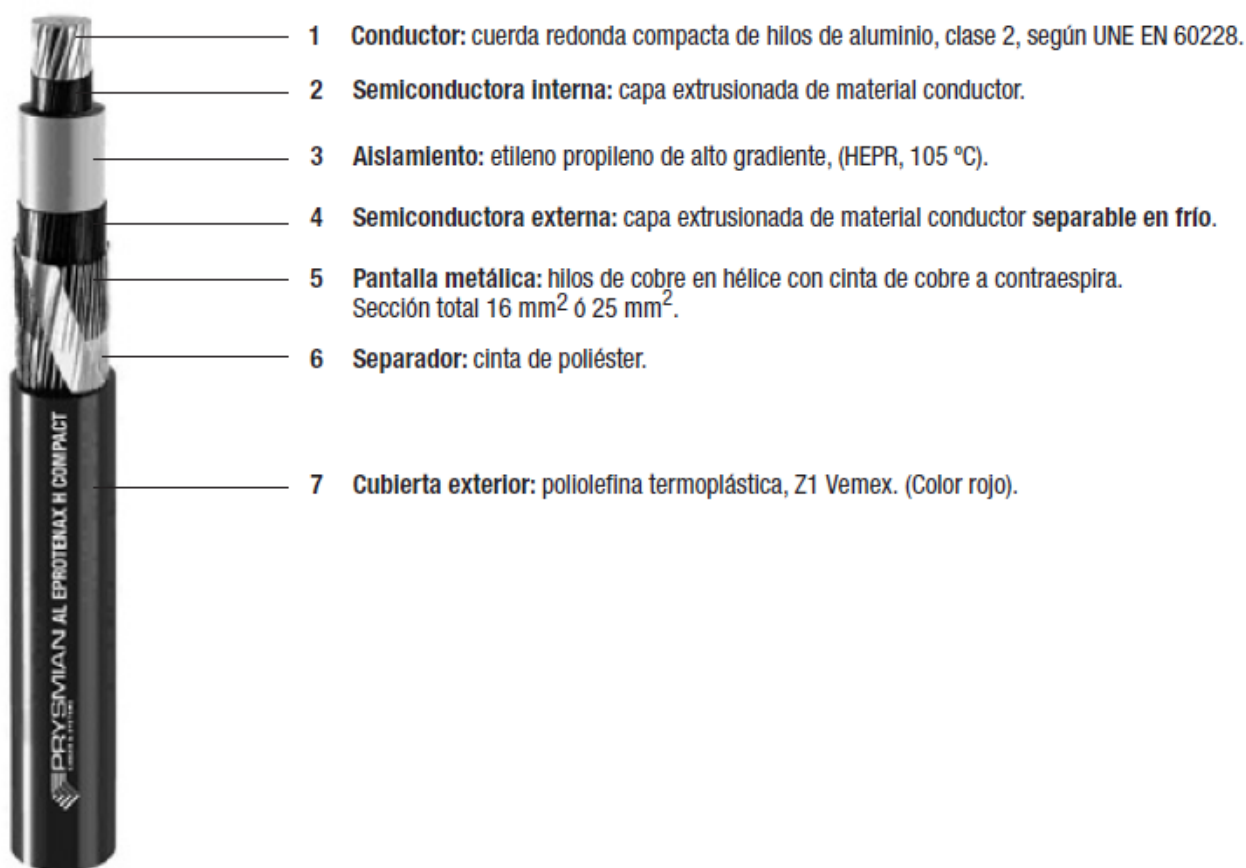 1 Conductor: cuerda redonda compacta de hilos de aluminio, clase 2, según UNE EN 60228.
2 Semiconductora interna: capa extrusionada de material conductor.
3 Aislamiento: etileno propileno de alto gradiente, (HEPR, 105 ºC).
4 Semiconductora externa: capa extrusionada de material conductor separable en frío.
5 Pantalla metálica: hilos de cobre en hélice con cinta de cobre a contraespira.
Sección total 16 mm2 ó 25 mm2.
6 Separador: cinta de poliéster.
7 Cubierta exterior: poliolefina termoplástica, Z1 Vemex. (Color rojo).
PRYSMIAN AL EPROTENAX H COMPACT